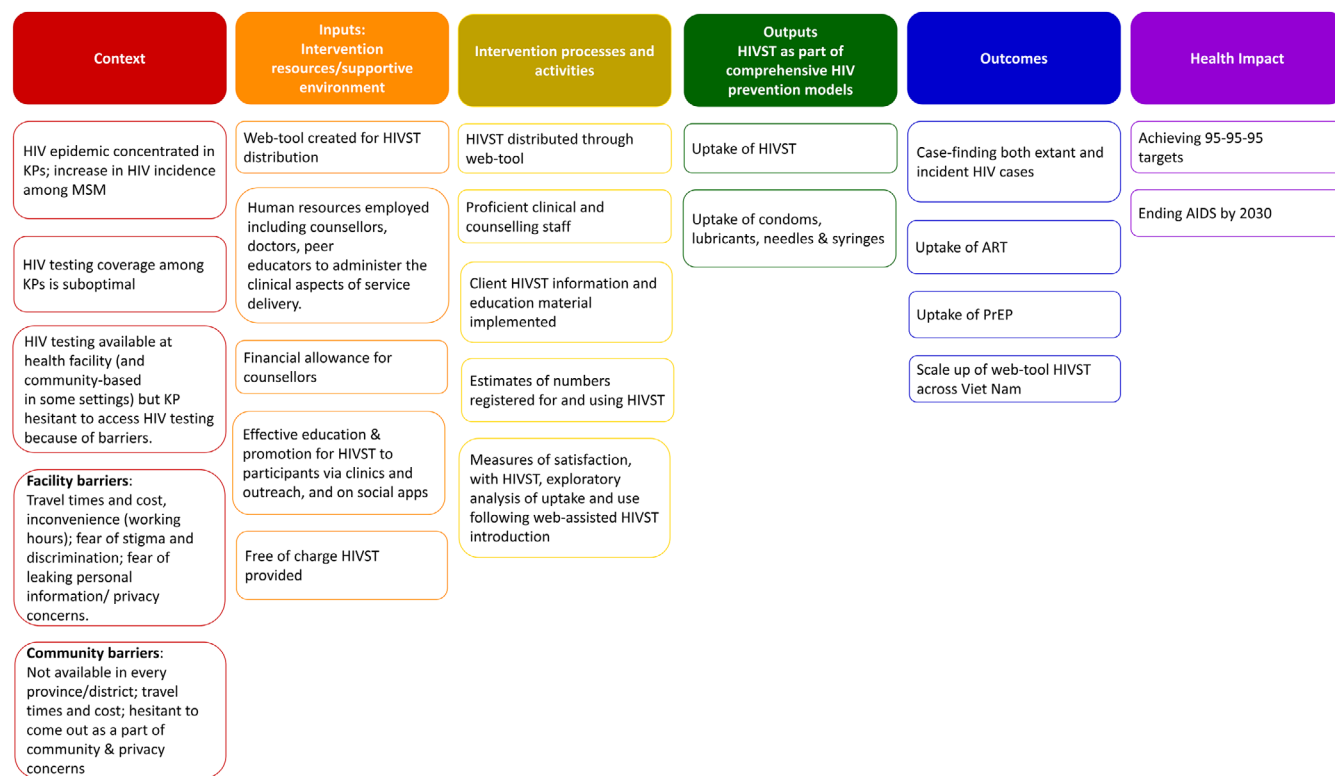 Context
Inputs:
Intervention
resources/supportive
environment
Intervention processes and
activities
Outputs
HIVST as part of
comprehensive HIV
prevention models
Outcomes
Health Impact
HIV epidemic concentrated in
KPs; increase in HIV incidence
among MSM
HIV testing coverage among
KPs is suboptimal
HIV testing available at
health facility (and
community-based
in some settings) but KP
hesitant to access HIV testing
because of barriers.
Facility barriers:
Travel times and cost,
inconvenience (working
hours); fear of stigma and
discrimination; fear of
leaking personal
information/ privacy
concerns.
Community barriers:
Not available in every
province/district; travel
times and cost; hesitant to
come out as a part of
community & privacy
concerns
Web-tool created for HIVST
distribution
Human resources employed
including counsellors,
doctors, peer
educators to administer the
clinical aspects of service
delivery.
Financial allowance for
counsellors
Effective education &
promotion for HIVST to
participants via clinics and
outreach, and on social apps
Free of charge HIVST
provided
HIVST distributed through
web-tool
Proficient clinical and
counselling staff
Client HIVST information and
education material
implemented
Estimates of numbers
registered for and using HIVST
Measures of satisfaction,
with HIVST, exploratory
analysis of uptake and use
following web-assisted HIVST
introduction
Uptake of HIVST
Uptake of condoms,
lubricants, needles & syringes
Case-finding both extant and
incident HIV cases
Uptake of ART
Uptake of PrEP
Scale up of web-tool HIVST
across Viet Nam
Achieving 95-95-95
targets
Ending AIDS by 2030